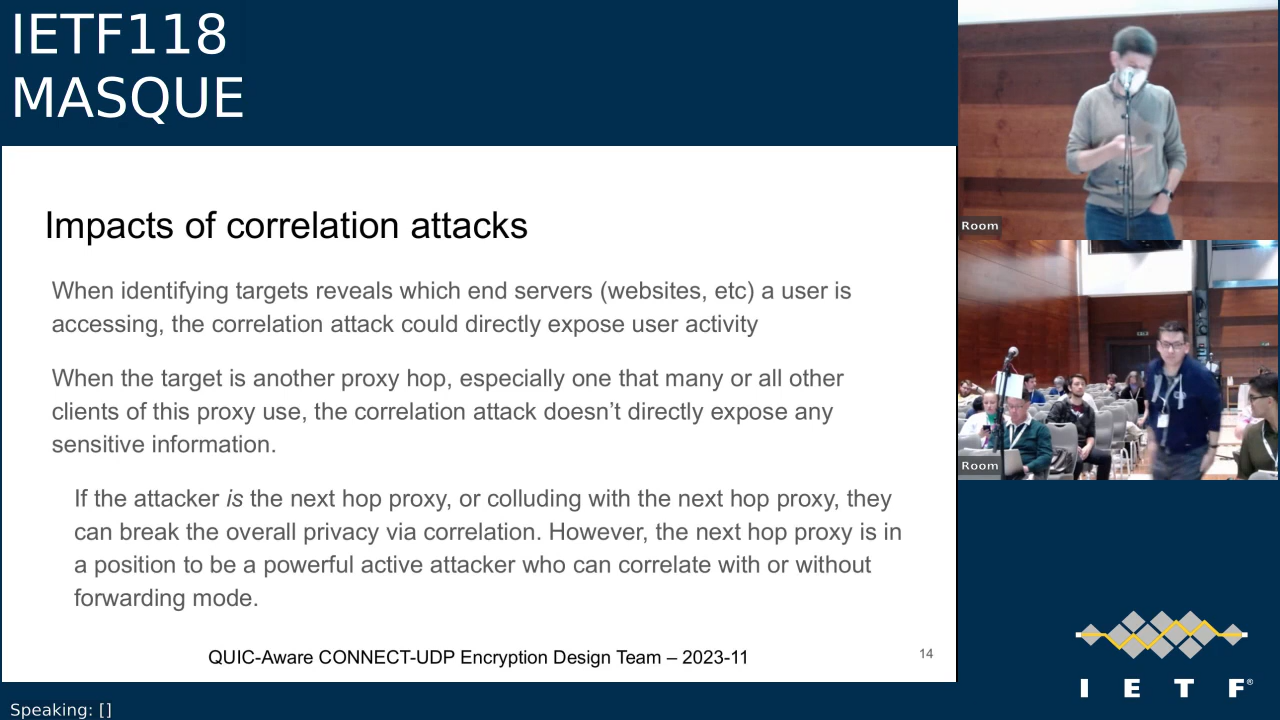 IETF118
MASQUE
Impacts of correlation attacks
When identifying targets reveals which end servers (websites, etc) a user is
accessing, the correlation attack could directly expose user activity
When the target is another proxy hop, especially one that many or all other
clients of this proxy use, the correlation attack doesn’t directly expose any
sensitive information.
If the attacker is the next hop proxy, or colluding with the next hop proxy, they
can break the overall privacy via correlation. However, the next hop proxy is in
a position to be a powerful active attacker who can correlate with or without
forwarding mode.
QUIC-Aware CONNECT-UDP Encryption Design Team – 2023-11
14
Room
Room
I E T F®
Speaking: []